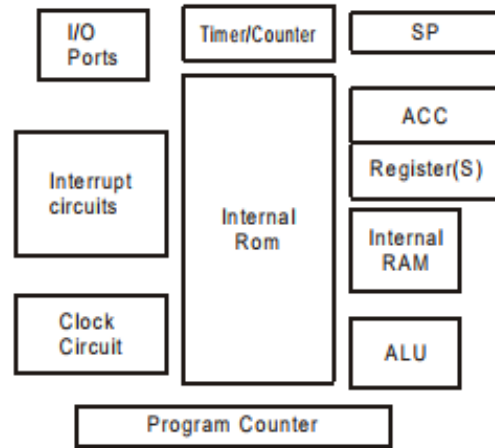 I/O
Ports
Timer/Counter
SP
ACC
Register(S)
Interrupt
circuits
Internal
Rom
Internal
RAM
Clock
Circuit
ALU
Program Counter